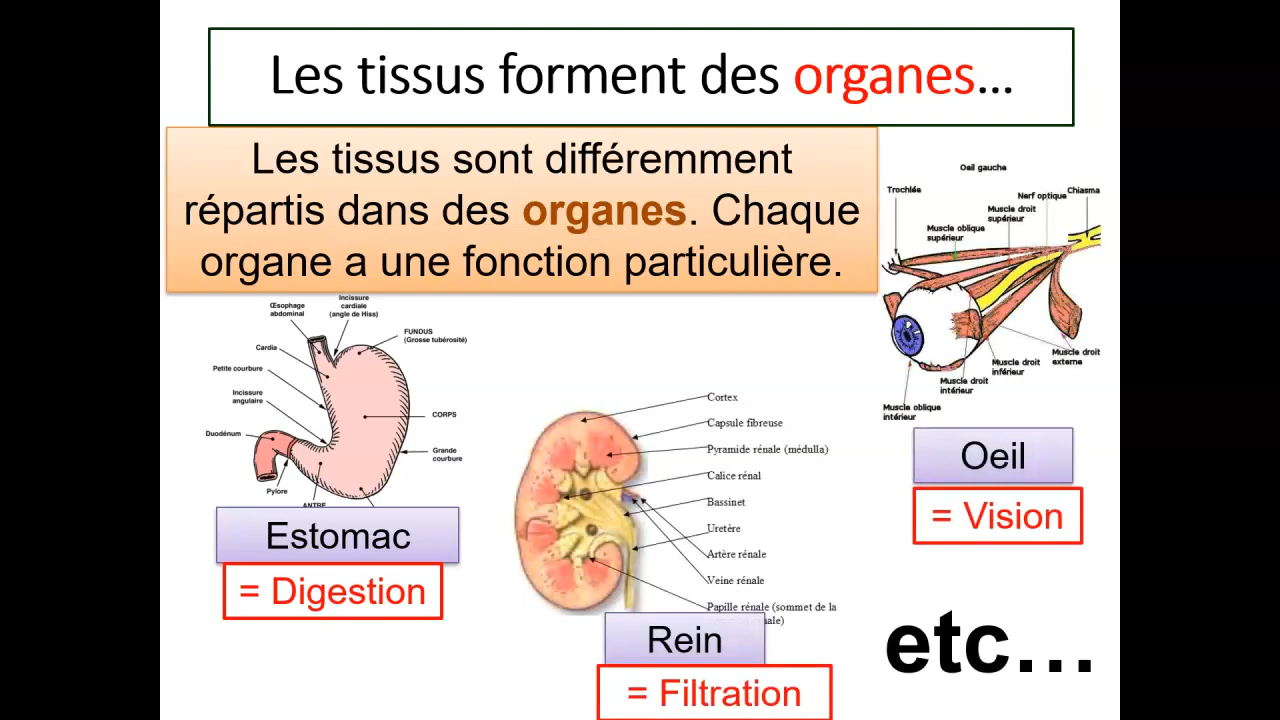 Les tissus forment des organes...
Les tissus sont différemment
répartis dans des organes. Chaque
organe a une fonction particulière.
Oeil gauche
Trochlée
Nerf optique
Chiasma
Muscle droit
supérieur
Muscle oblique
supérieur
Muscle droit
externe
Muscle droit
inférieur
Muscle droit
intérieur
Muscle oblique
intérieur
Oeil
= Vision
Incissure
cardiale
(angle de Hiss)
Œsophage
abdominal
FUNDUS
(Grosse tubérosité)
Cardia
Petite courbure
Incissure
angulaire
CORPS
Duodénum
Grande
courbure
Pylore
ANTRE
Estomac
= Digestion
Cortex
Capsule fibreuse
Pyramide rénale (médulla)
Calice rénal
Bassinet
Uretère
Artère rénale
Veine rénale
Papille rénale (sommet de la
Rein
= Filtration
etc...